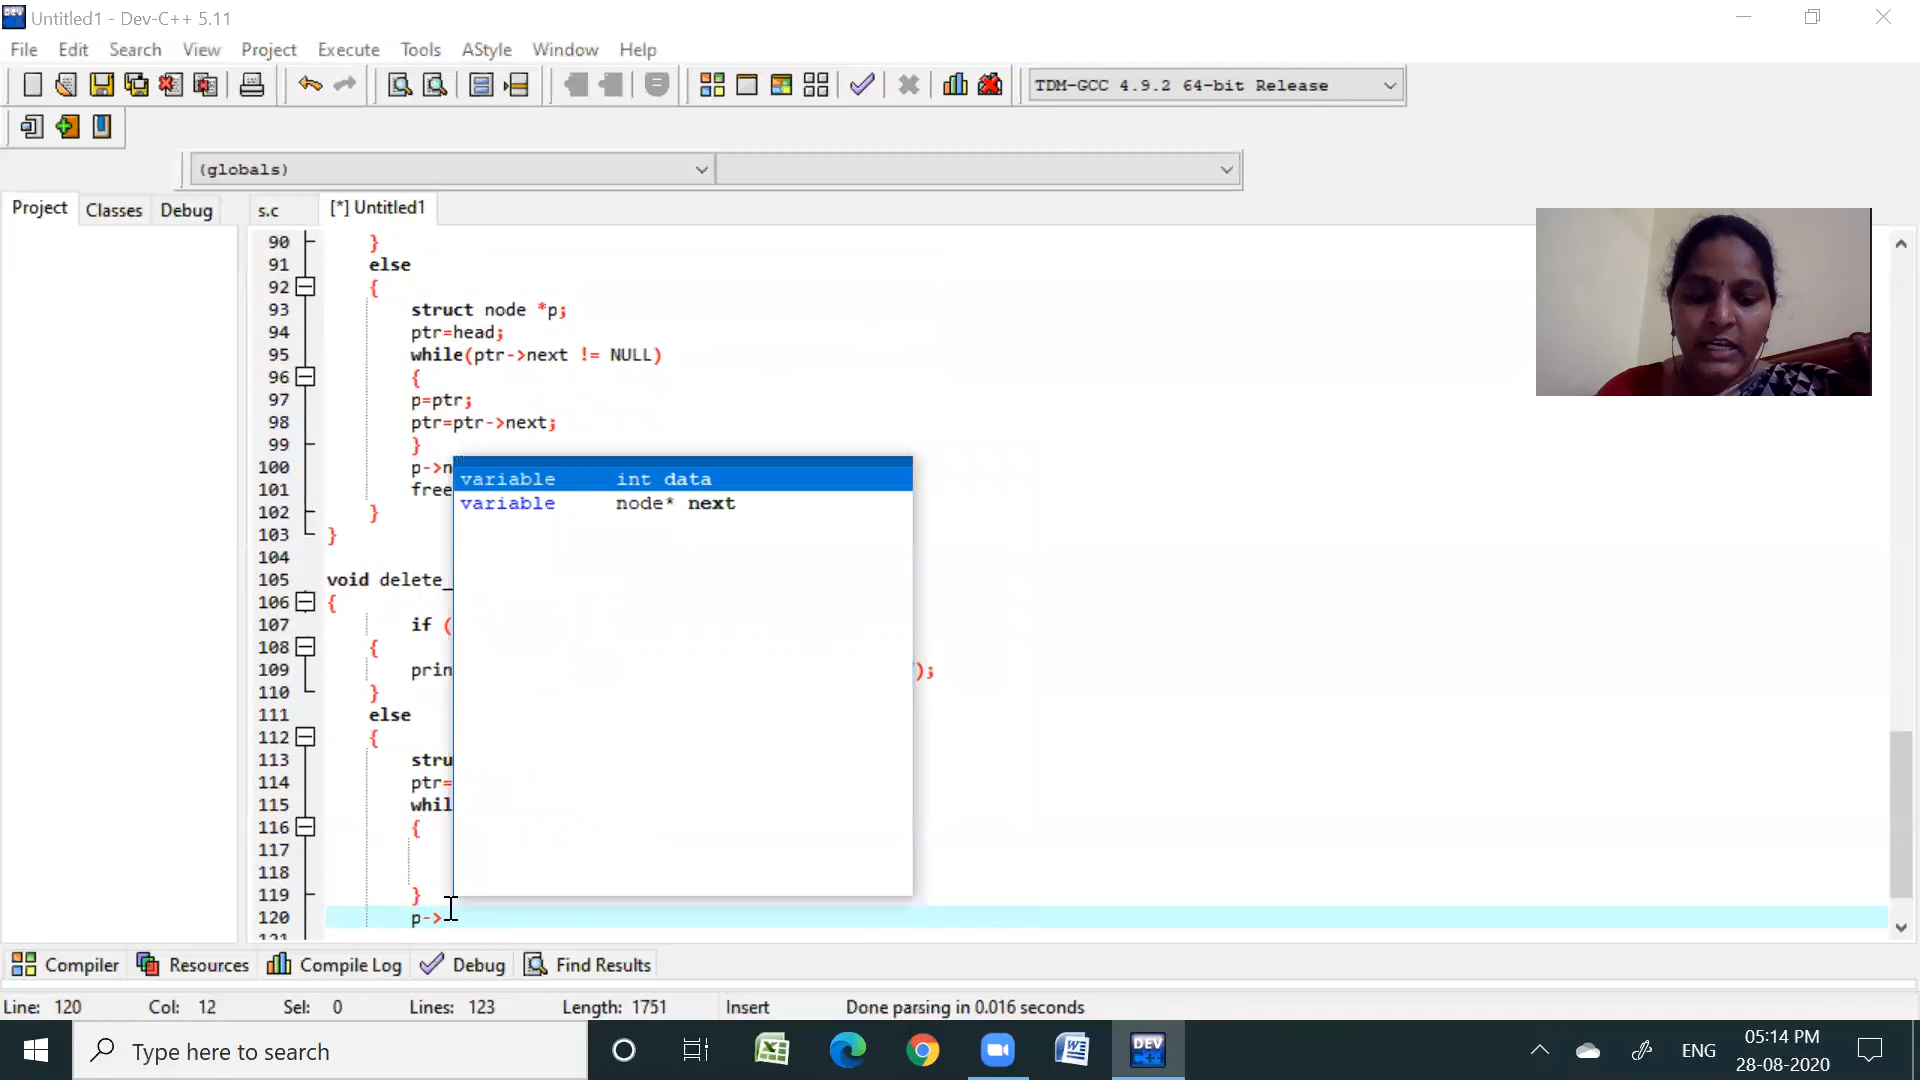 Untitled1 - Dev-C++ 5.11
File Edit Search View Project Execute Tools AStyle Window Help
TDM-GCC 4.9.2 64-bit Release
(globals)
Project Classes Debug s.c [*] Untitled1
90 }
91 else
92 {
93 struct node *p;
94 ptr=head;
95 while(ptr->next != NULL)
96 {
97 p=ptr;
98 ptr=ptr->next;
99 }
100 p->n
101 free
102 }
103 }
104
105 void delete_
106 {
107 if (
108 {
109 prin );
110 }
111 else
112 {
113 stru
114 ptr=
115 whil
116 {
117
118
119 }
120 p->
121
variable int data
variable node* next
Compiler Resources Compile Log Debug Find Results
Line: 120 Col: 12 Sel: 0 Lines: 123 Length: 1751 Insert Done parsing in 0.016 seconds
Type here to search
DEV
C++
ENG
05:14 PM
28-08-2020